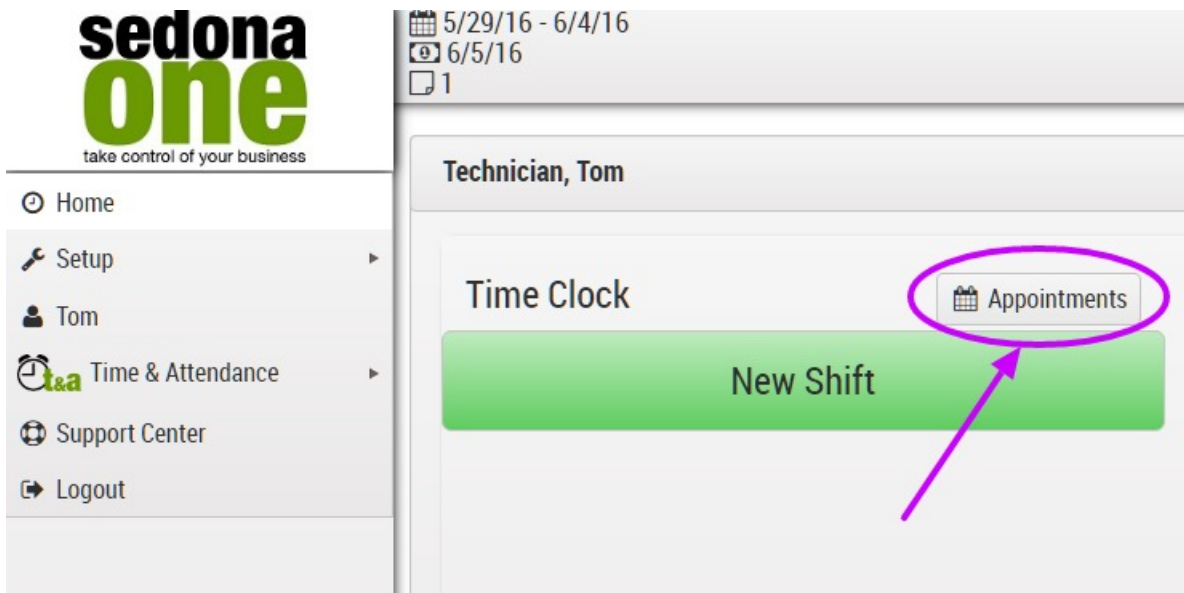 sedona
one
take control of your business
Home
Setup
Tom
t&a Time & Attendance
Support Center
Logout
5/29/16 - 6/4/16
6/5/16
1
Technician, Tom
Time Clock
Appointments
New Shift